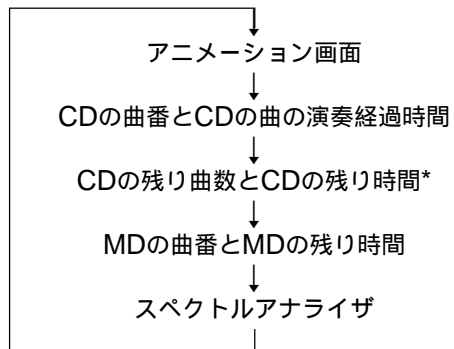 アニメーション画面
CDの曲番とCDの曲の演奏経過時間
CDの残り曲数とCDの残り時間*
MDの曲番とMDの残り時間
スペクトルアナライザ